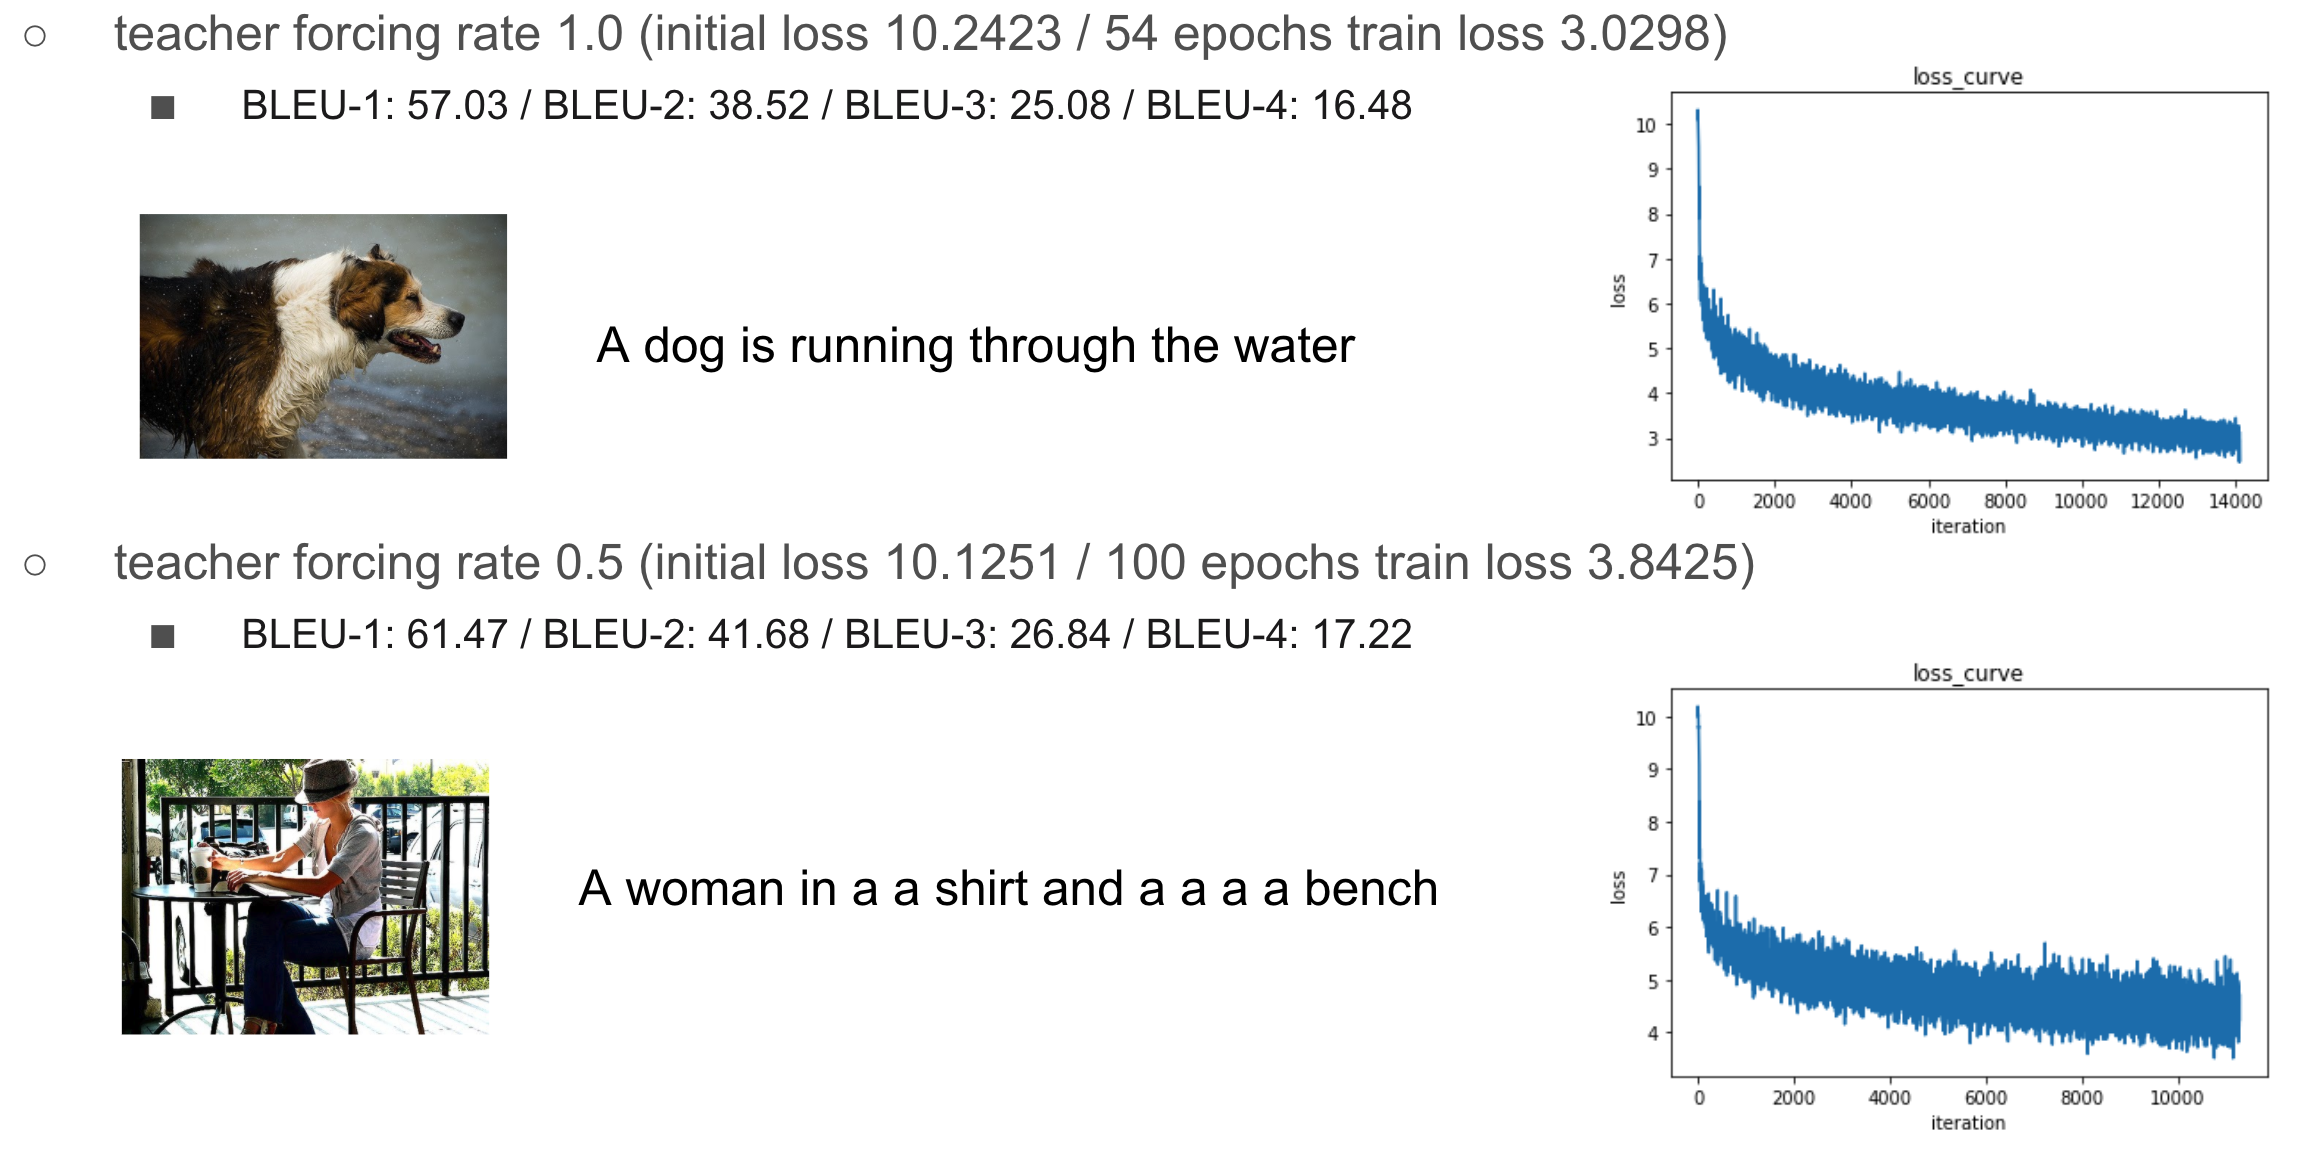 ○ teacher forcing rate 1.0 (initial loss 10.2423 / 54 epochs train loss 3.0298)
■ BLEU-1: 57.03 / BLEU-2: 38.52 / BLEU-3: 25.08 / BLEU-4: 16.48
loss_curve
10
9
8
7
6
5
4
3
loss
0 2000 4000 6000 8000 10000 12000 14000
iteration
A dog is running through the water
○ teacher forcing rate 0.5 (initial loss 10.1251 / 100 epochs train loss 3.8425)
■ BLEU-1: 61.47 / BLEU-2: 41.68 / BLEU-3: 26.84 / BLEU-4: 17.22
loss_curve
10
9
8
7
6
5
4
loss
0 2000 4000 6000 8000 10000
iteration
A woman in a a shirt and a a a a bench